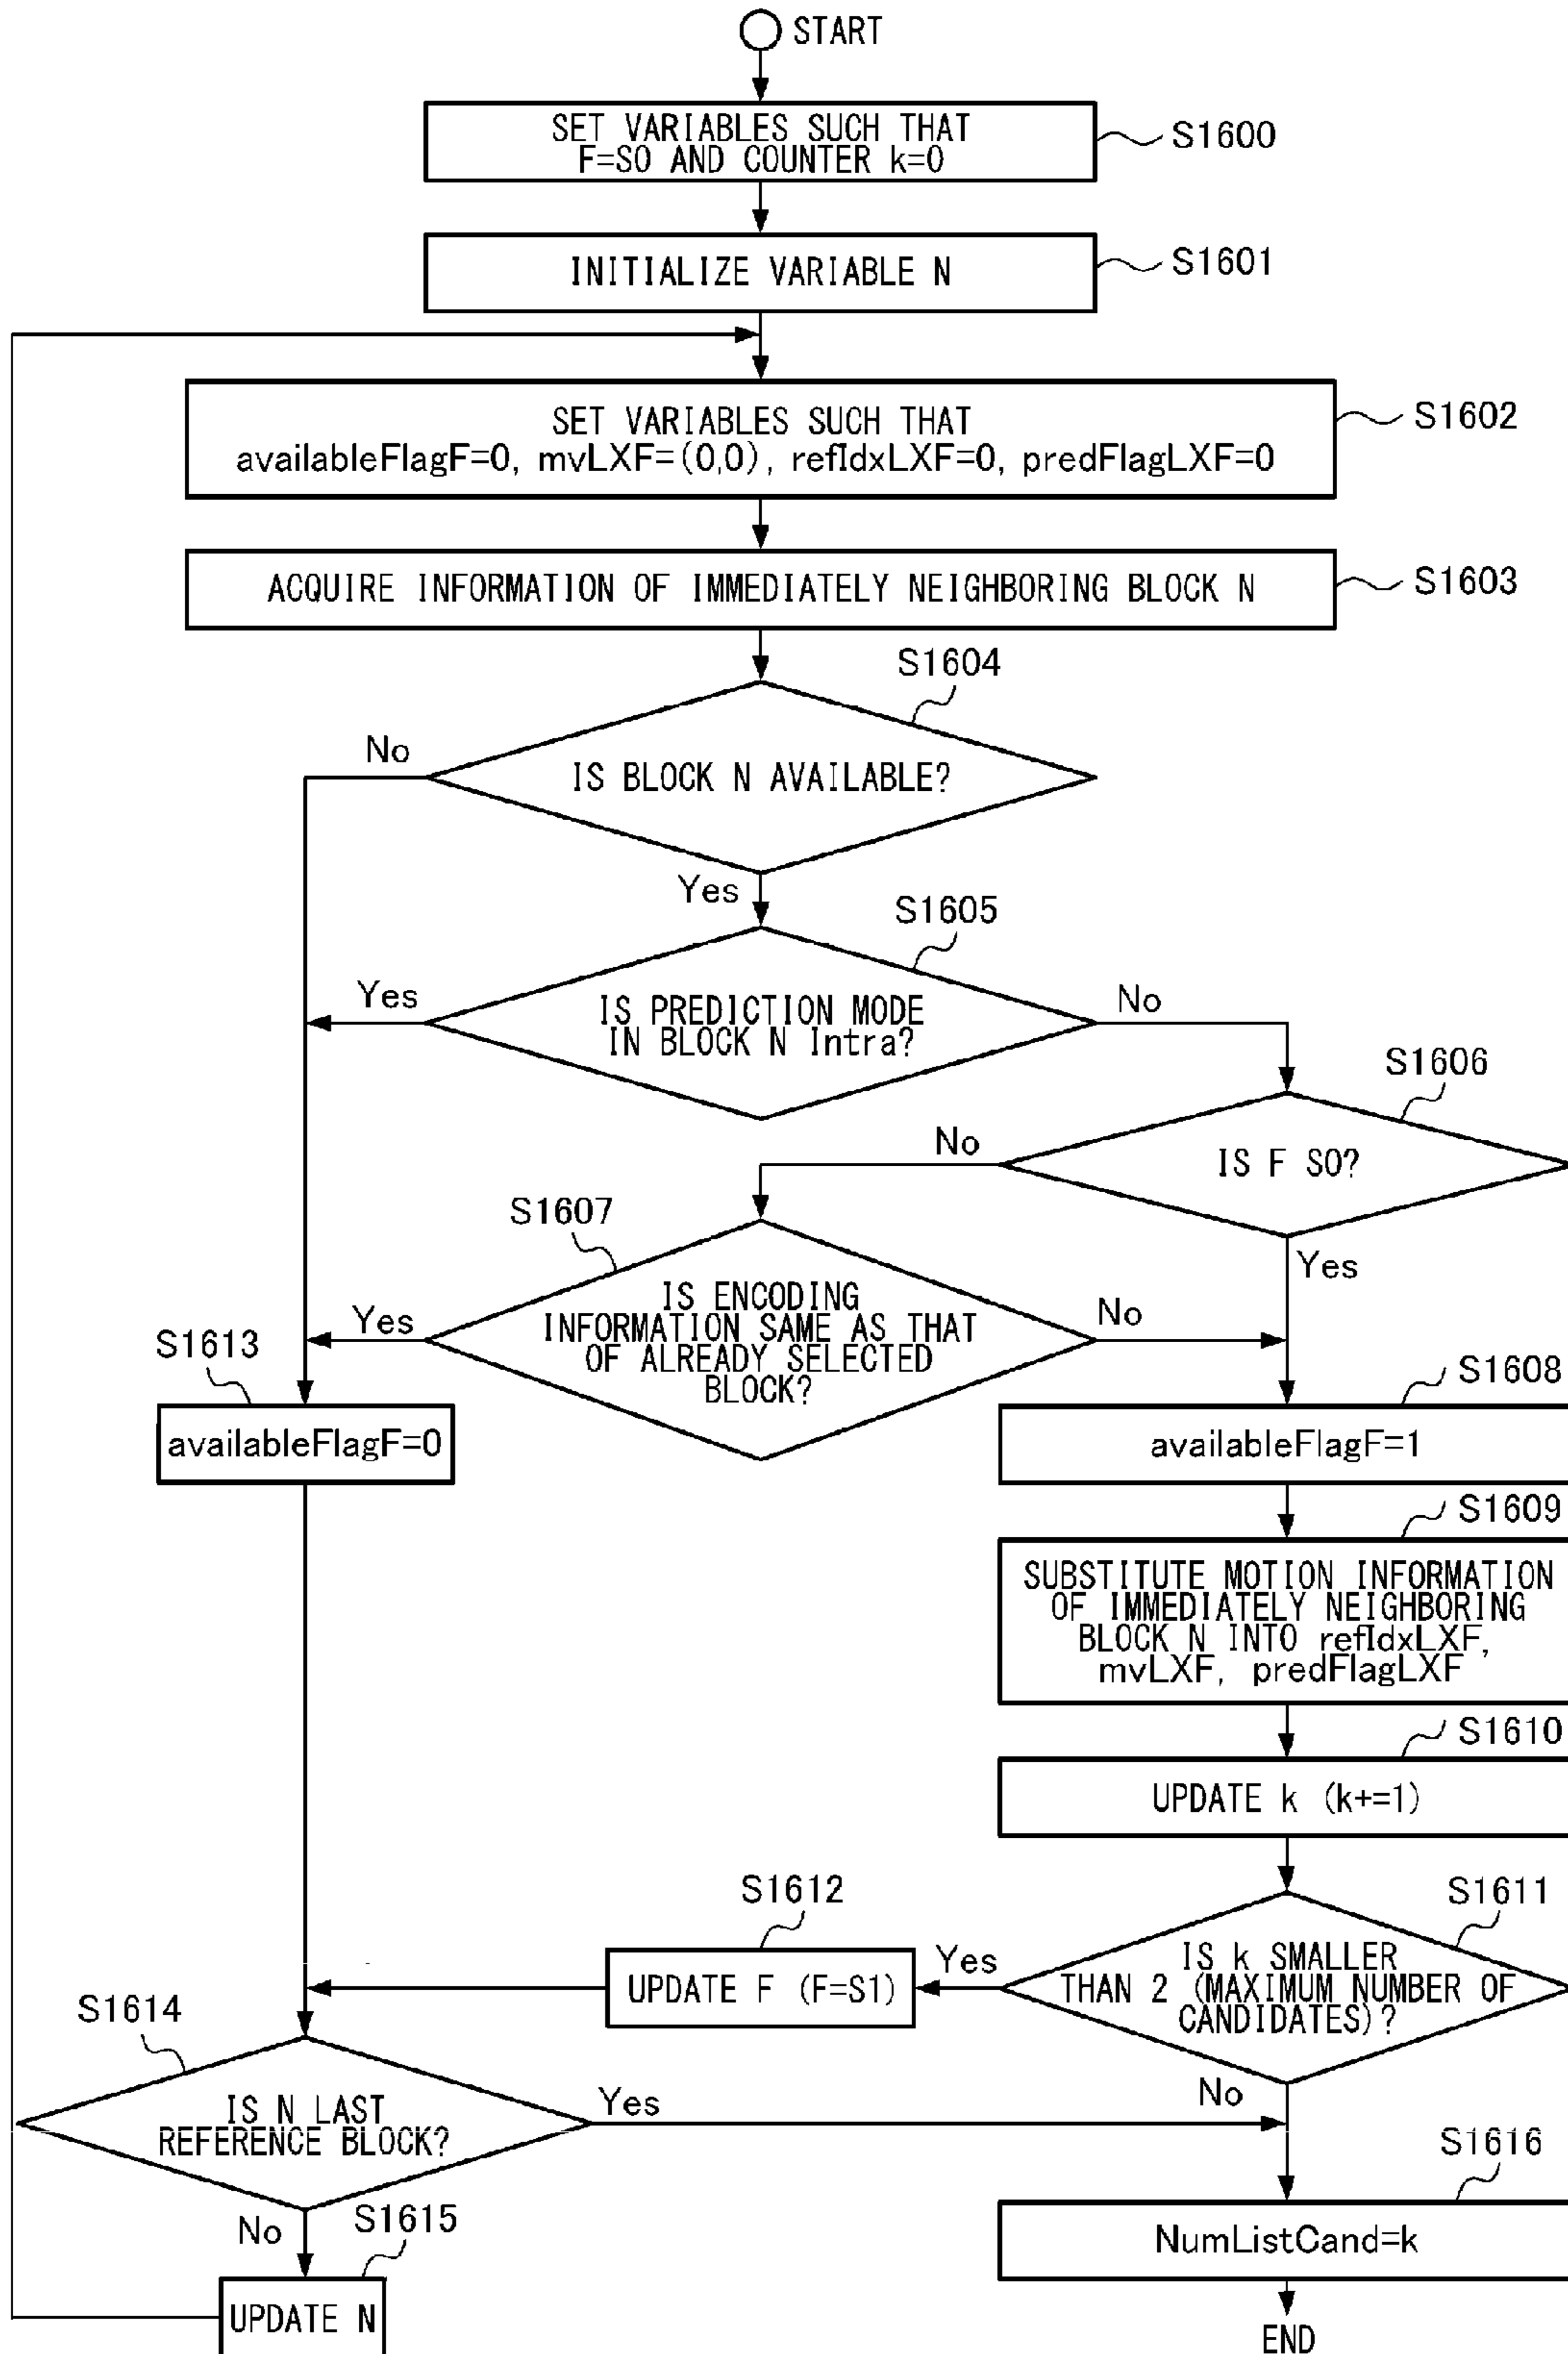 START
SET VARIABLES SUCH THAT
F=S0 AND COUNTER k=0
S1600
INITIALIZE VARIABLE N
S1601
SET VARIABLES SUCH THAT
availableFlagF=0, mvLXF=(0,0), refIdxLXF=0, predFlagLXF=0
S1602
ACQUIRE INFORMATION OF IMMEDIATELY NEIGHBORING BLOCK N
S1603
S1604
No
IS BLOCK N AVAILABLE?
Yes
S1605
Yes
IS PREDICTION MODE
IN BLOCK N Intra?
No
S1606
No
IS F S0?
Yes
S1607
IS ENCODING
INFORMATION SAME AS THAT
OF ALREADY SELECTED
BLOCK?
Yes
No
S1613
availableFlagF=0
S1608
availableFlagF=1
S1609
SUBSTITUTE MOTION INFORMATION
OF IMMEDIATELY NEIGHBORING
BLOCK N INTO refIdxLXF,
mvLXF, predFlagLXF
S1610
UPDATE k (k+=1)
S1611
IS k SMALLER
THAN 2 (MAXIMUM NUMBER OF
CANDIDATES)?
Yes
S1612
UPDATE F (F=S1)
No
S1614
IS N LAST
REFERENCE BLOCK?
Yes
No
S1615
UPDATE N
S1616
NumListCand=k
END